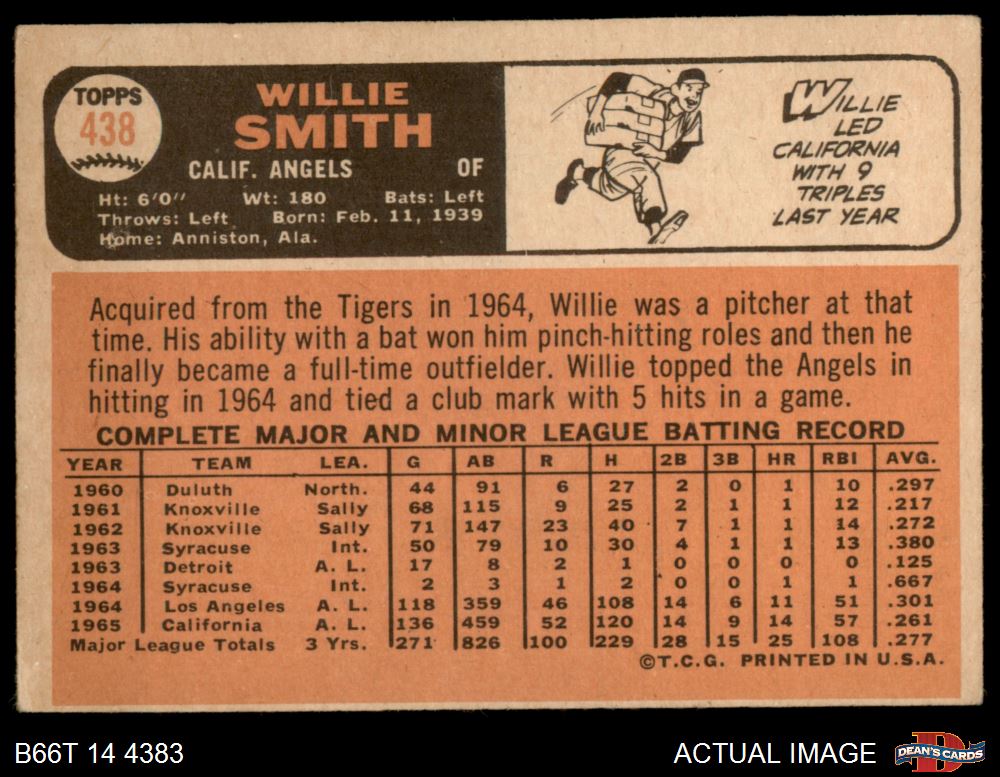 TOPPS
438
WILLIE
SMITH
CALIF. ANGELS OF
Ht: 6'0" Wt: 180 Bats: Left
Throws: Left Born: Feb. 11, 1939
Home: Anniston, Ala.
WILLIE
LED
CALIFORNIA
WITH 9
TRIPLES
LAST YEAR
Acquired from the Tigers in 1964, Willie was a pitcher at that
time. His ability with a bat won him pinch-hitting roles and then he
finally became a full-time outfielder. Willie topped the Angels in
hitting in 1964 and tied a club mark with 5 hits in a game.
COMPLETE MAJOR AND MINOR LEAGUE BATTING RECORD
YEAR TEAM LEA. G AB R H 2B 3B HR RBI AVG.
1960 Duluth North. 44 91 6 27 2 0 1 10 .297
1961 Knoxville Sally 68 115 9 25 2 1 1 12 .217
1962 Knoxville Sally 71 147 23 40 7 1 1 14 .272
1963 Syracuse Int. 50 79 10 30 4 1 1 13 .380
1963 Detroit A. L. 17 8 2 1 0 0 0 0 .125
1964 Syracuse Int. 2 3 1 2 0 0 1 1 .667
1964 Los Angeles A. L. 118 359 46 108 14 6 11 51 .301
1965 California A. L. 136 459 52 120 14 9 14 57 .261
Major League Totals 3 Yrs. 271 826 100 229 28 15 25 108 .277
©T.C.G. PRINTED IN U.S.A.
B66T 14 4383
ACTUAL IMAGE
D
DEAN'S CARDS